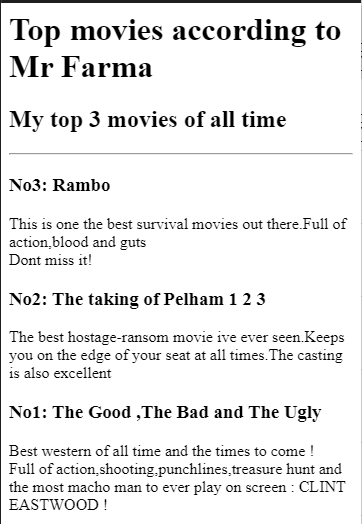 Top movies according to
Mr Farma
My top 3 movies of all time
No3: Rambo
This is one the best survival movies out there.Full of
action,blood and guts
Dont miss it!
No2: The taking of Pelham 1 2 3
The best hostage-ransom movie ive ever seen.Keeps
you on the edge of your seat at all times.The casting
is also excellent
No1: The Good ,The Bad and The Ugly
Best western of all time and the times to come !
Full of action,shooting,punchlines,treasure hunt and
the most macho man to ever play on screen : CLINT
EASTWOOD !